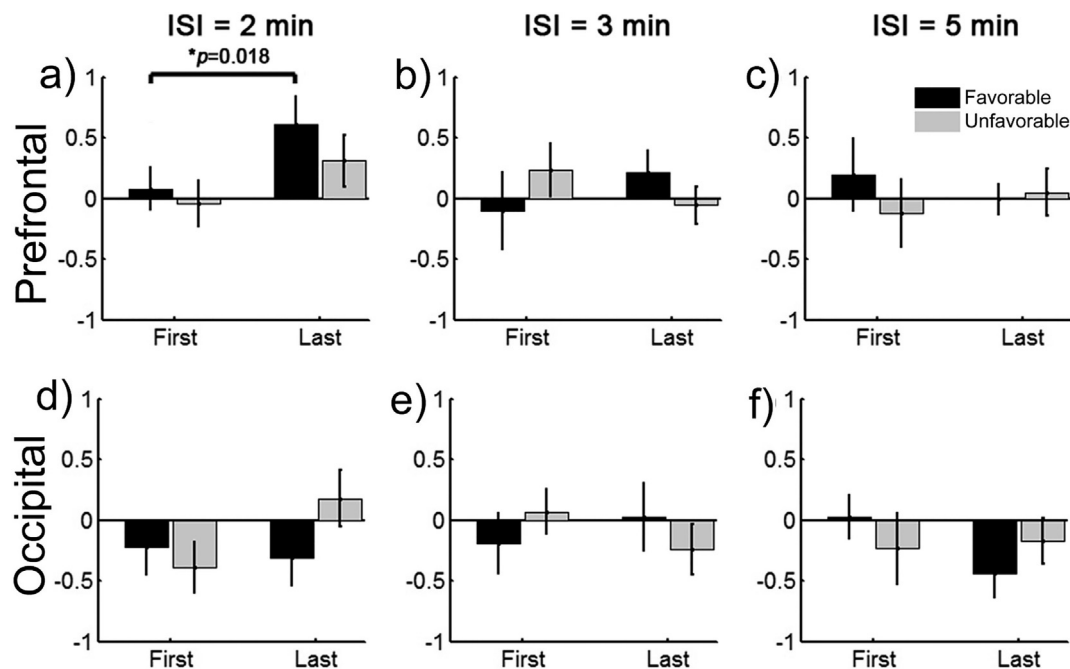 ISI = 2 min ISI = 3 min ISI = 5 min
*p=0.018
a) b) c)
Prefrontal
1 1 1
Favorable
Unfavorable
0.5 0.5 0.5
0 0 0
-0.5 -0.5 -0.5
-1 -1 -1
First Last First Last First Last
d) e) f)
Occipital
1 1 1
0.5 0.5 0.5
0 0 0
-0.5 -0.5 -0.5
-1 -1 -1
First Last First Last First Last